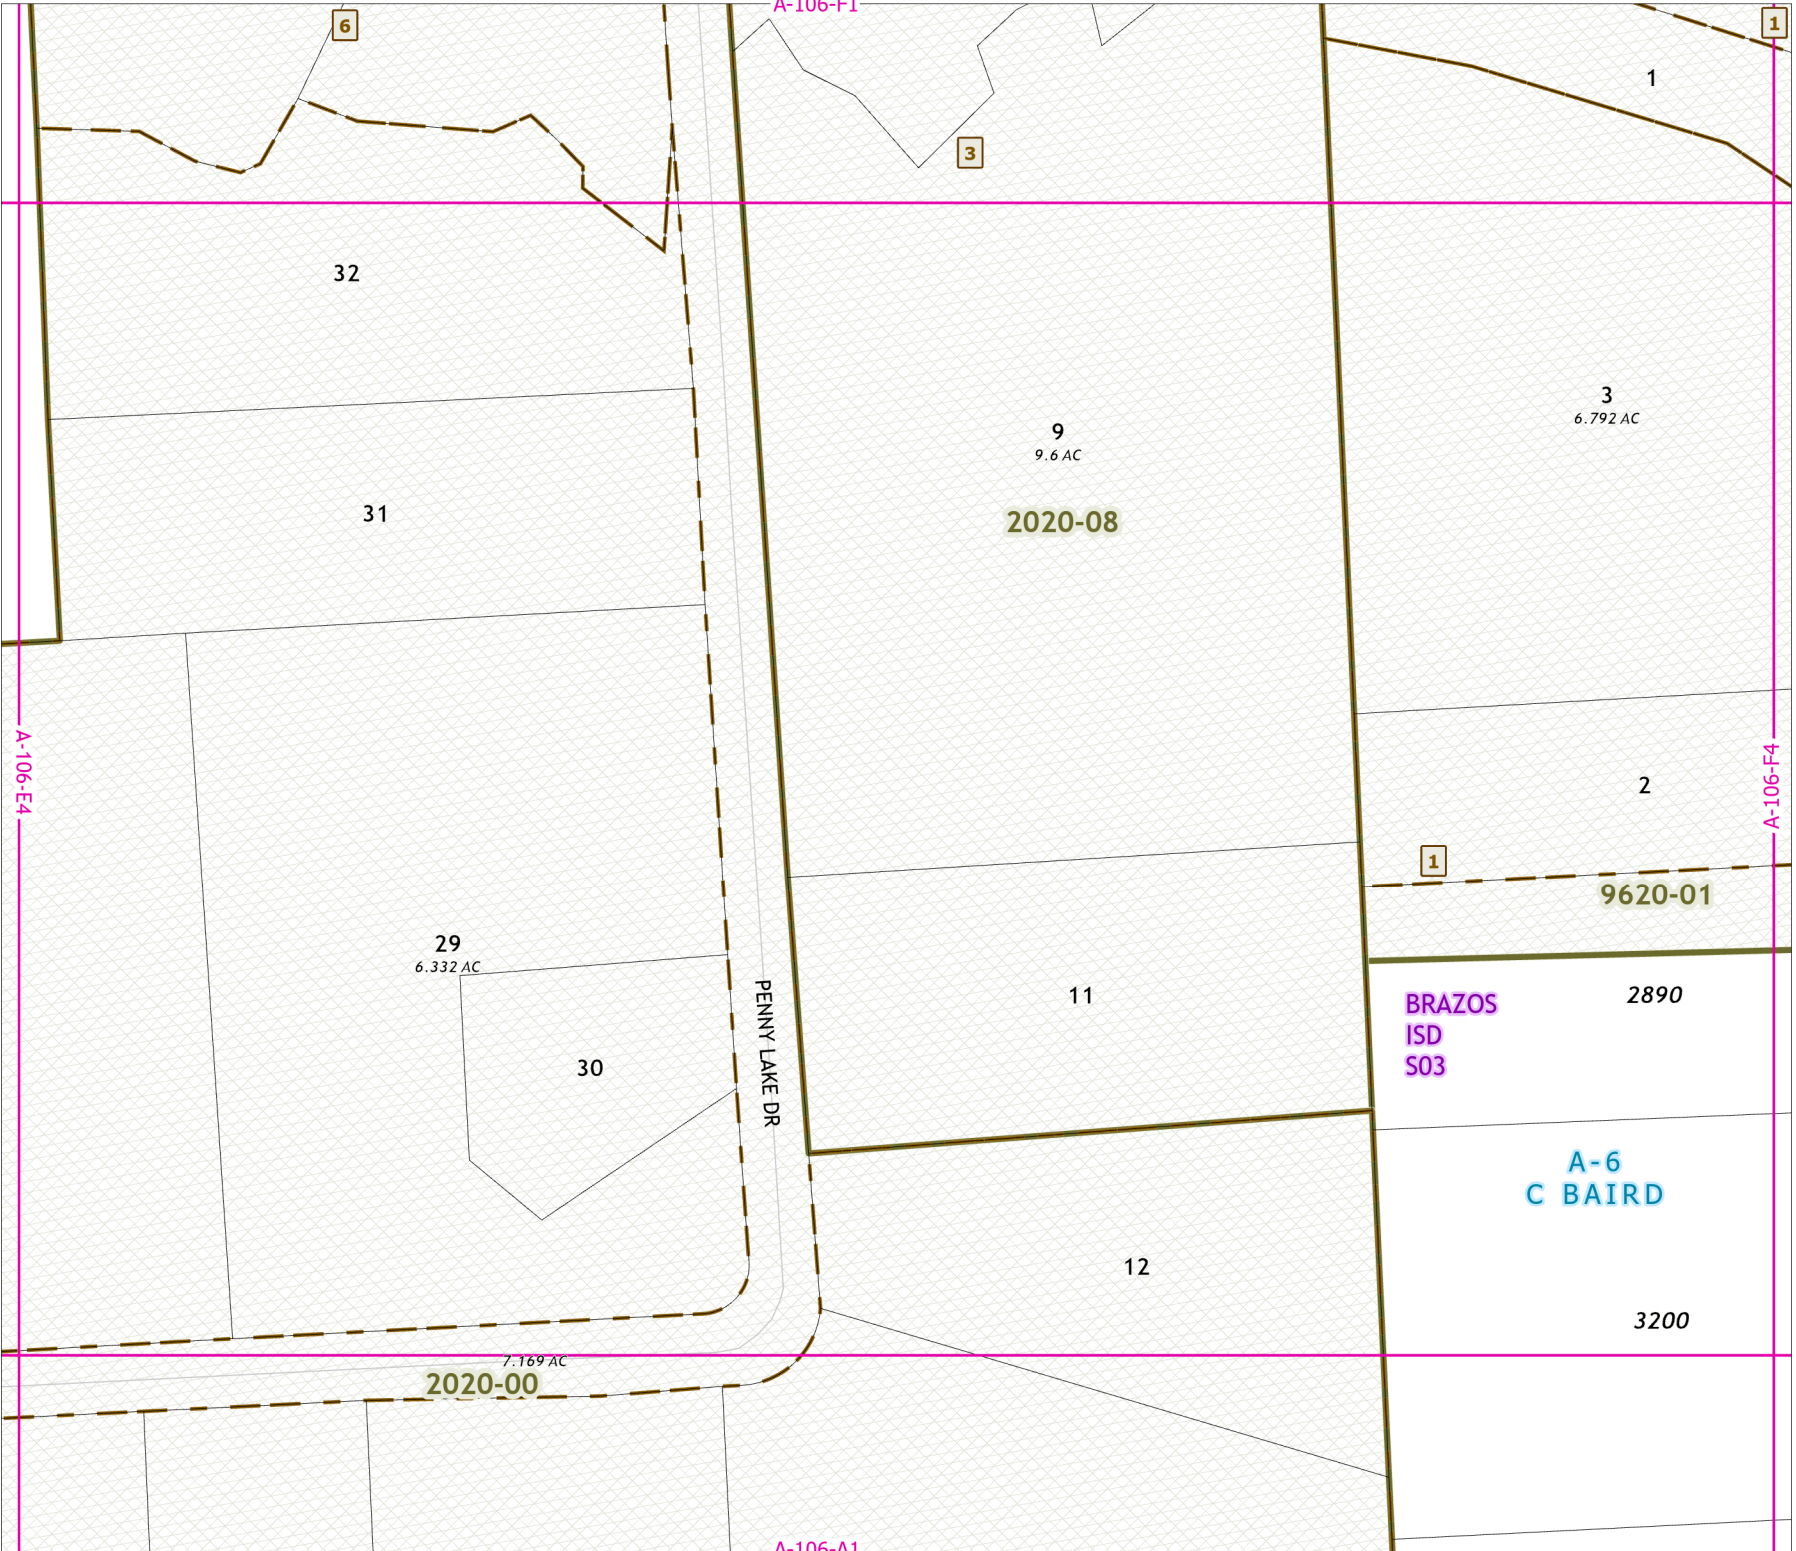 A-106-F1
6
1
1
3
32
3
6.792 AC
9
9.6 AC
31
2020-08
A-106-E4
A-106-F4
2
1
9620-01
29
6.332 AC
2890
11
BRAZOS
ISD
S03
PENNY LAKE DR
30
A-6
C BAIRD
12
3200
7.169 AC
2020-00
A-106-A1